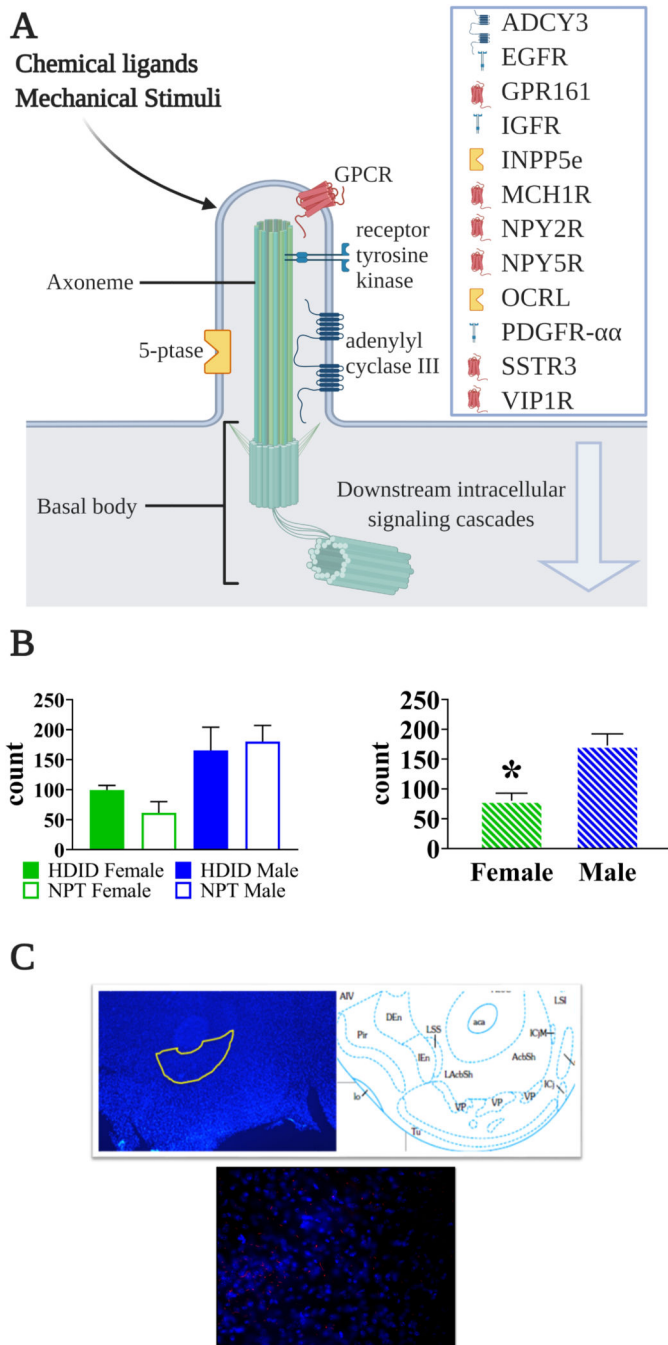 A
Chemical ligands
Mechanical Stimuli
GPCR
receptor
tyrosine
kinase
Axoneme
5-ptase
adenylyl
cyclase III
Basal body
Downstream intracellular
signaling cascades
ADCY3
EGFR
GPR161
IGFR
INPP5e
MCH1R
NPY2R
NPY5R
OCRL
PDGFR-αα
SSTR3
VIP1R
B
count
250
200
150
100
50
0
HDID Female
HDID Male
NPT Female
NPT Male
count
250
200
150
100
50
0
*
Female
Male
C
AIV
DEn
Pir
LSS
IEn
aca
LSI
ICjM
AcbSh
LAcbSh
ICj
lo
VP
VP
VP
Tu